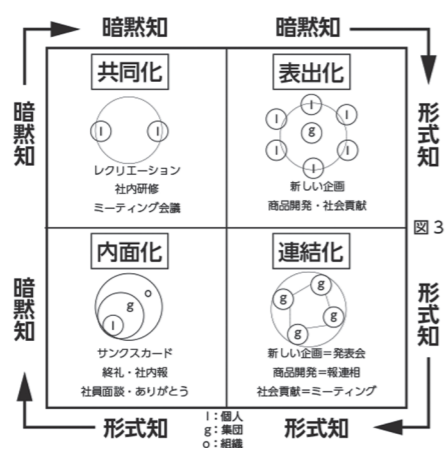 暗黙知 暗黙知
暗黙知
形式知
共同化
I I
レクリエーション
社内研修
ミーティング会議
表出化
I
I I
g
I I
I
新しい企画
商品開発・社会貢献
図3
暗黙知
形式知
内面化
o
g
I
サンクスカード
終礼・社内報
社員面談・ありがとう
連結化
g
g
g
g
新しい企画=発表会
商品開発=報連相
社会貢献=ミーティング
形式知 形式知
I:個人
g:集団
o:組織